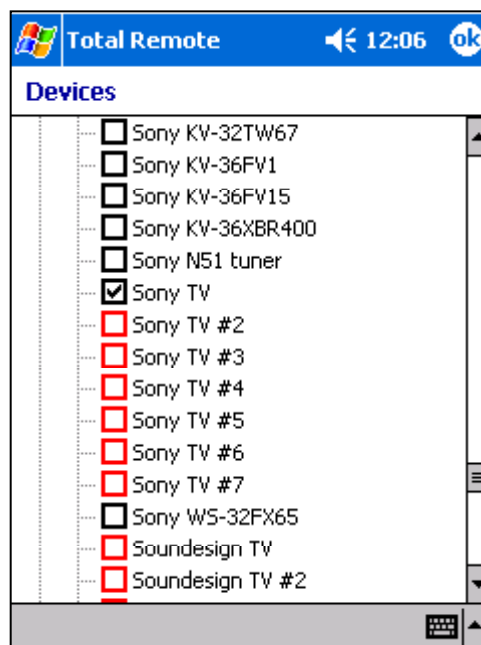 Total Remote 12:06 ok
Devices
Sony KV-32TW67
Sony KV-36FV1
Sony KV-36FV15
Sony KV-36XBR400
Sony N51 tuner
Sony TV
Sony TV #2
Sony TV #3
Sony TV #4
Sony TV #5
Sony TV #6
Sony TV #7
Sony WS-32FX65
Soundesign TV
Soundesign TV #2